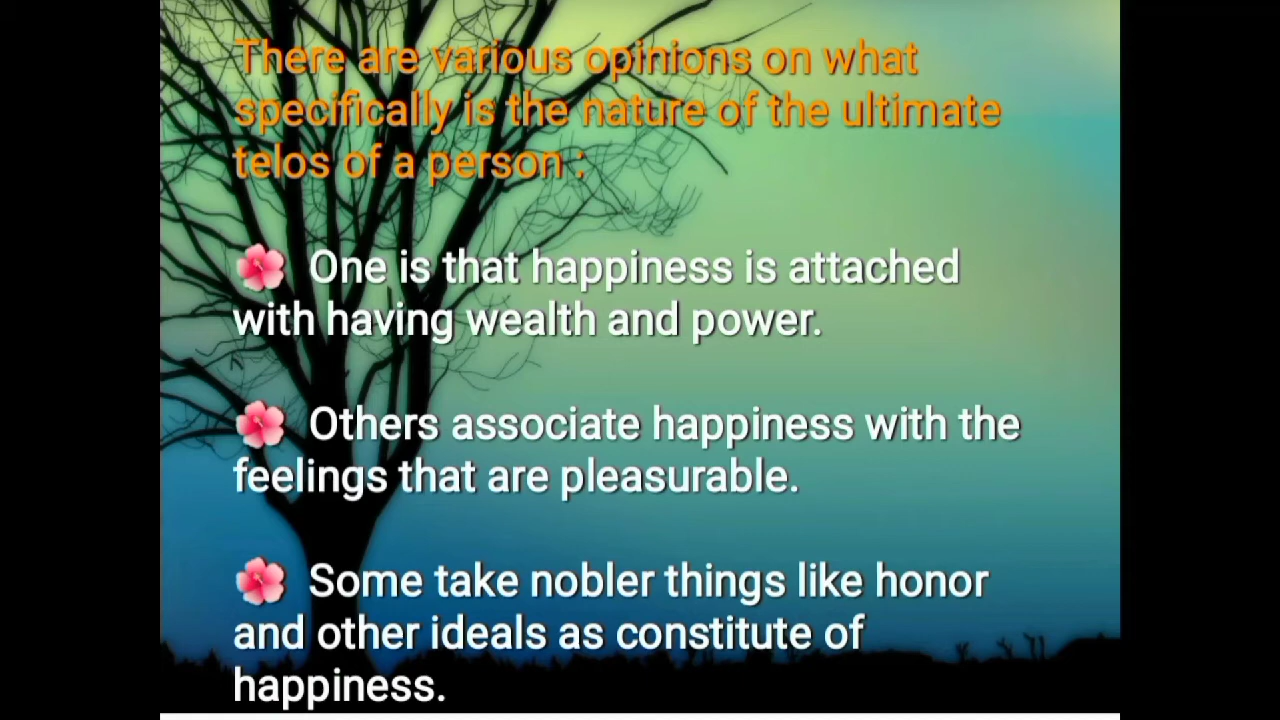 There are various opinions on what
specifically is the nature of the ultimate
telos of a person :
🌺 One is that happiness is attached
with having wealth and power.
🌺 Others associate happiness with the
feelings that are pleasurable.
🌺 Some take nobler things like honor
and other ideals as constitute of
happiness.